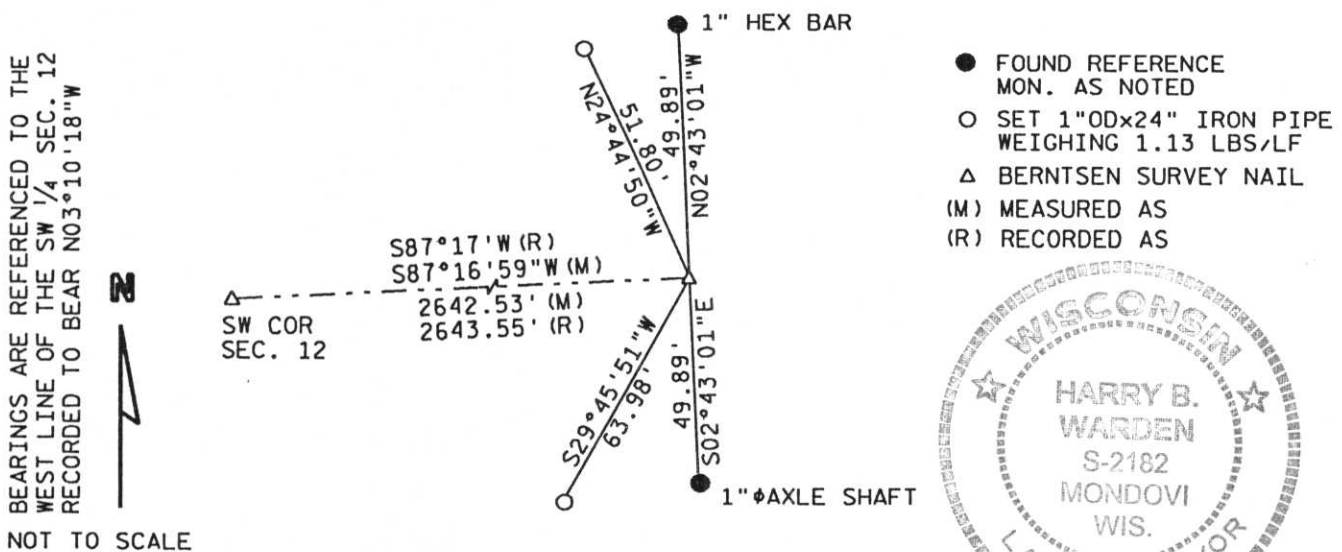 BEARINGS ARE REFERENCED TO THE
WEST LINE OF THE SW 1/4 SEC. 12
RECORDED TO BEAR N03°10'18"W
N
NOT TO SCALE
1" HEX BAR
N24°44'50"W
51.80'
49.89'
N02°43'01"W
S87°17'W (R)
S87°16'59"W (M)
2642.53' (M)
2643.55' (R)
SW COR
SEC. 12
S29°45'51"W
63.98'
49.89'
S02°43'01"E
1"ϕAXLE SHAFT
FOUND REFERENCE
MON. AS NOTED
SET 1"ODx24" IRON PIPE
WEIGHING 1.13 LBS/LF
BERNTSEN SURVEY NAIL
(M) MEASURED AS
(R) RECORDED AS
WISCONSIN
HARRY B.
WARDEN
S-2182
MONDOVI
WIS.